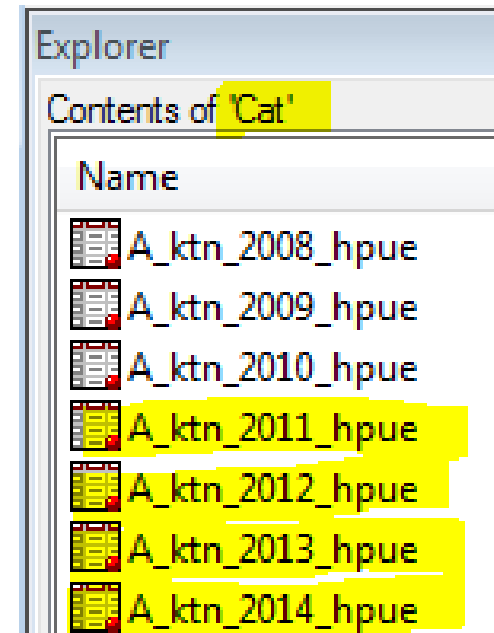 Explorer
Contents of 'Cat'
Name
A_ktn_2008_hpue
A_ktn_2009_hpue
A_ktn_2010_hpue
A_ktn_2011_hpue
A_ktn_2012_hpue
A_ktn_2013_hpue
A_ktn_2014_hpue